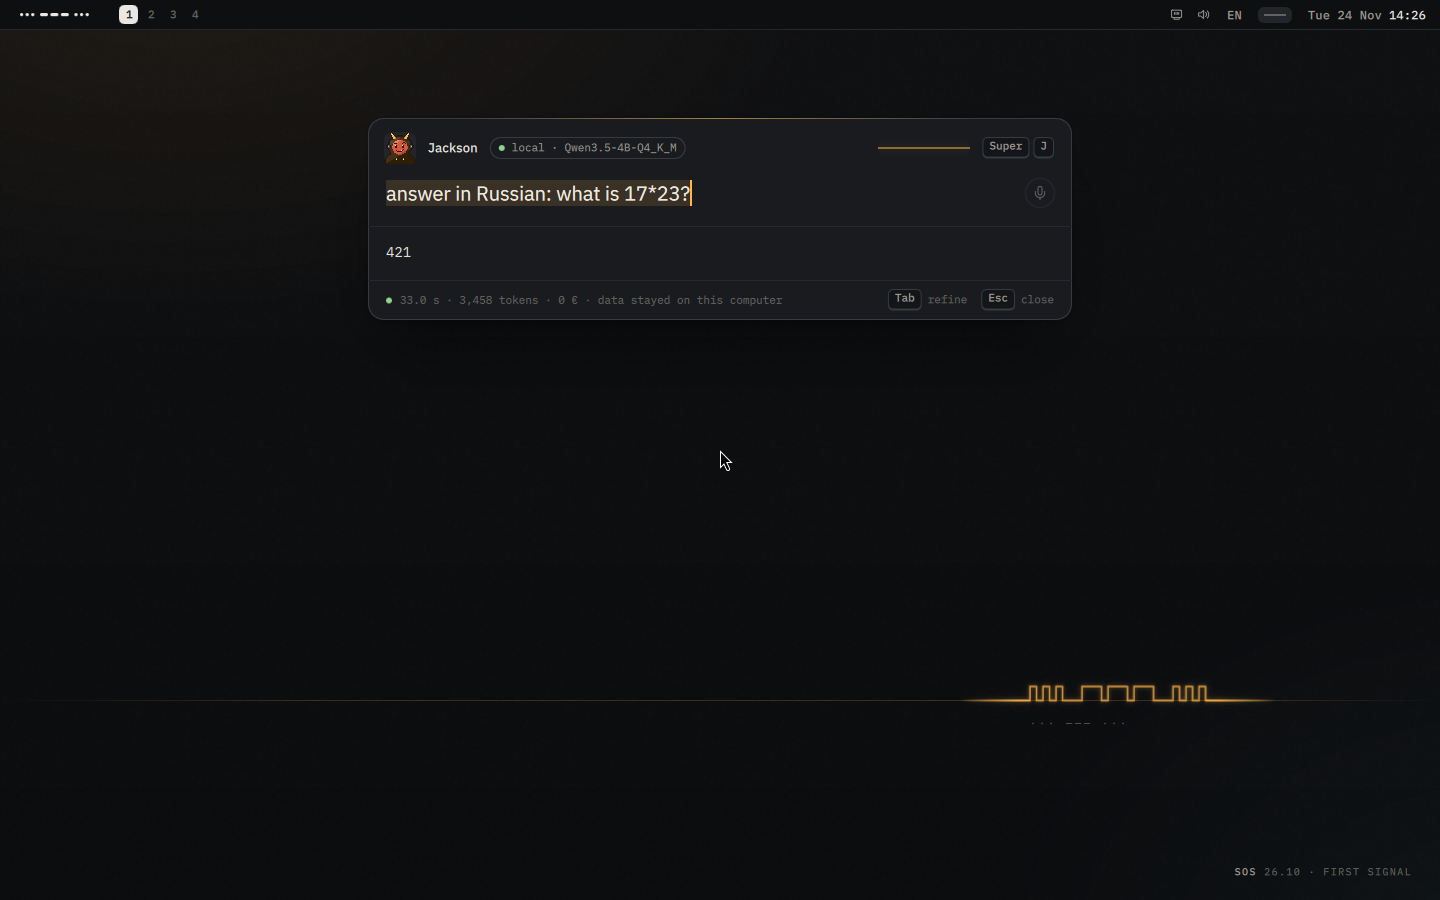 1 2 3 4
EN
Tue 24 Nov 14:26
Jackson
local · Qwen3.5-4B-Q4_K_M
Super J
answer in Russian: what is 17*23?
421
33.0 s · 3,458 tokens · 0 € · data stayed on this computer
Tab refine Esc close
... --- ...
SOS 26.10 · FIRST SIGNAL